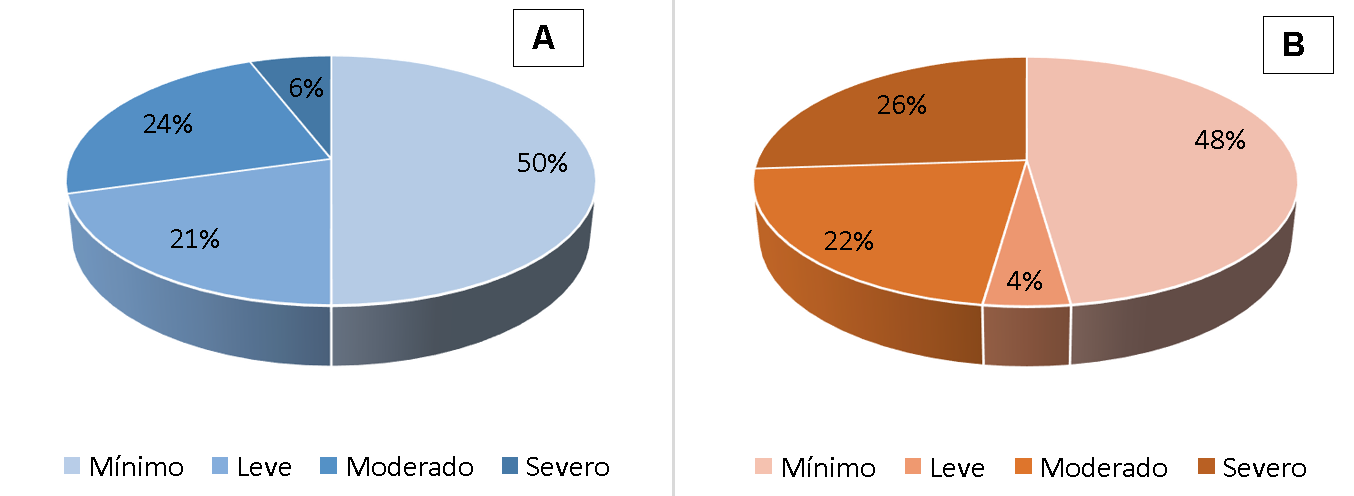 A
6%
24%
50%
21%
Mínimo Leve Moderado Severo
B
26%
48%
22%
4%
Mínimo Leve Moderado Severo